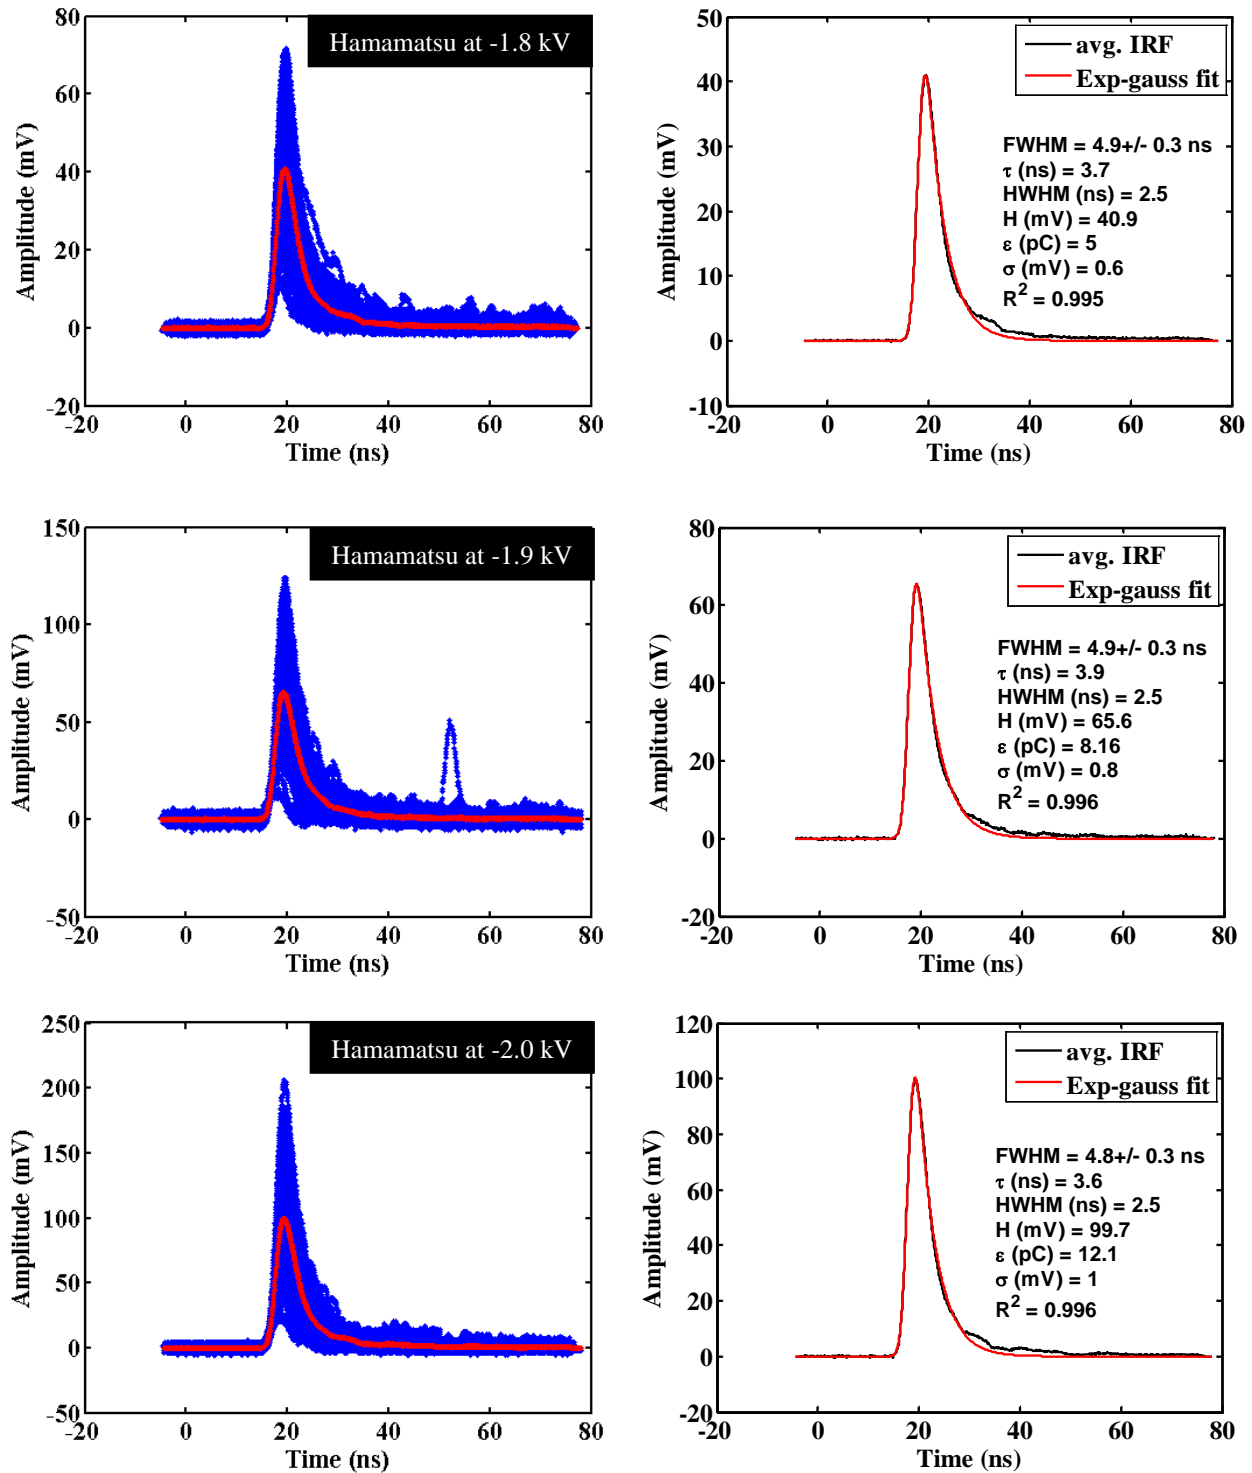 Hamamatsu at -1.8 kV
80
60
40
20
0
-20
Amplitude (mV)
-20 0 20 40 60 80
Time (ns)
avg. IRF
Exp-gauss fit
FWHM = 4.9+/- 0.3 ns
τ (ns) = 3.7
HWHM (ns) = 2.5
H (mV) = 40.9
ε (pC) = 5
σ (mV) = 0.6
R² = 0.995
50
40
30
20
10
0
-10
Amplitude (mV)
-20 0 20 40 60 80
Time (ns)
Hamamatsu at -1.9 kV
150
100
50
0
-50
Amplitude (mV)
-20 0 20 40 60 80
Time (ns)
avg. IRF
Exp-gauss fit
FWHM = 4.9+/- 0.3 ns
τ (ns) = 3.9
HWHM (ns) = 2.5
H (mV) = 65.6
ε (pC) = 8.16
σ (mV) = 0.8
R² = 0.996
80
60
40
20
0
-20
Amplitude (mV)
-20 0 20 40 60 80
Time (ns)
Hamamatsu at -2.0 kV
250
200
150
100
50
0
-50
Amplitude (mV)
-20 0 20 40 60 80
Time (ns)
avg. IRF
Exp-gauss fit
FWHM = 4.8+/- 0.3 ns
τ (ns) = 3.6
HWHM (ns) = 2.5
H (mV) = 99.7
ε (pC) = 12.1
σ (mV) = 1
R² = 0.996
120
100
80
60
40
20
0
-20
Amplitude (mV)
-20 0 20 40 60 80
Time (ns)